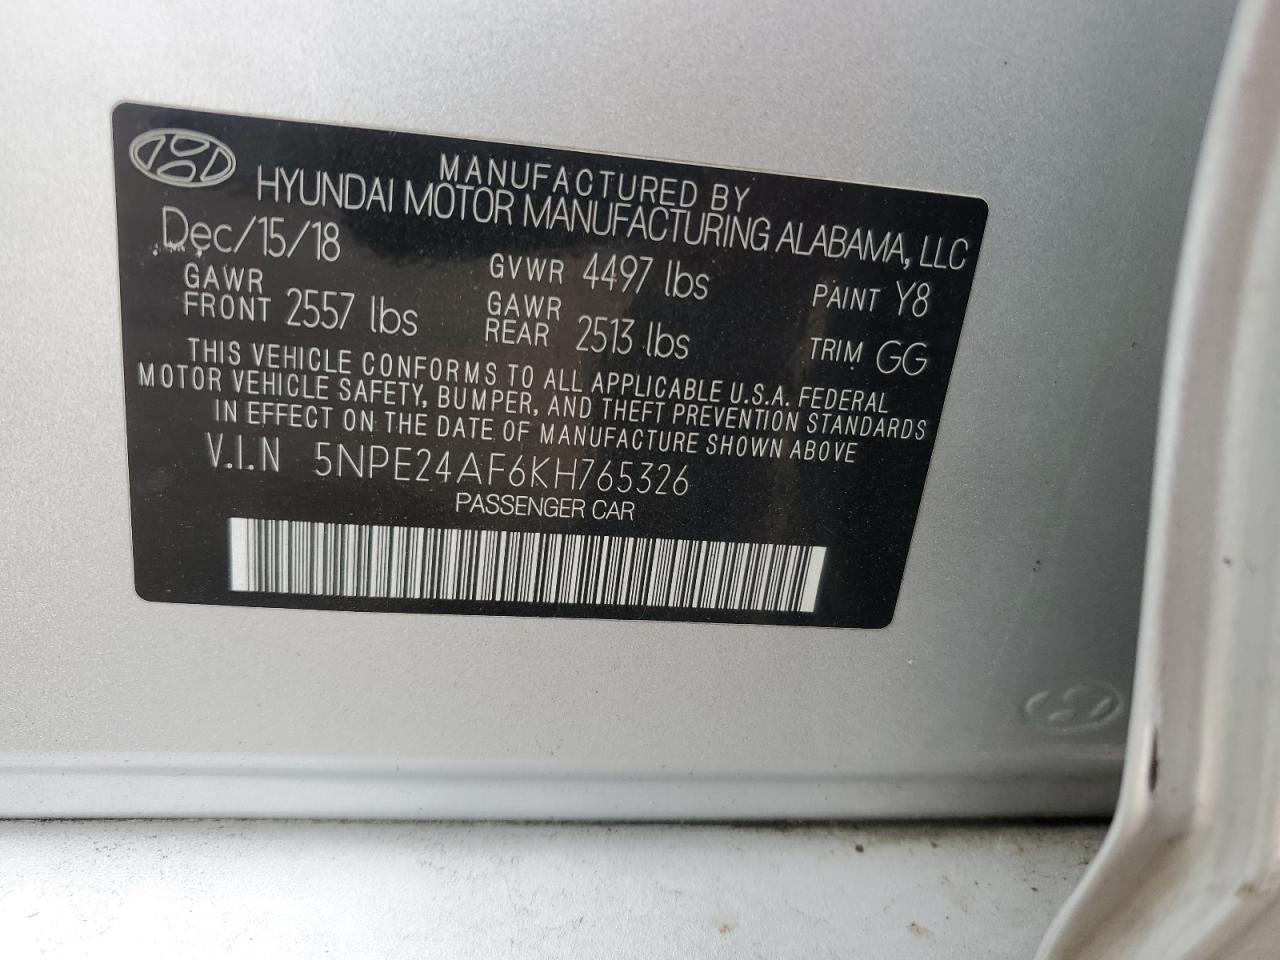 MANUFACTURED BY
HYUNDAI MOTOR MANUFACTURING ALABAMA, LLC
Dec/15/18 GVWR 4497 lbs PAINT Y8
GAWR FRONT 2557 lbs GAWR REAR 2513 lbs TRIM GG
THIS VEHICLE CONFORMS TO ALL APPLICABLE U.S.A. FEDERAL
MOTOR VEHICLE SAFETY, BUMPER, AND THEFT PREVENTION STANDARDS
IN EFFECT ON THE DATE OF MANUFACTURE SHOWN ABOVE
V.I.N 5NPE24AF6KH765326
PASSENGER CAR